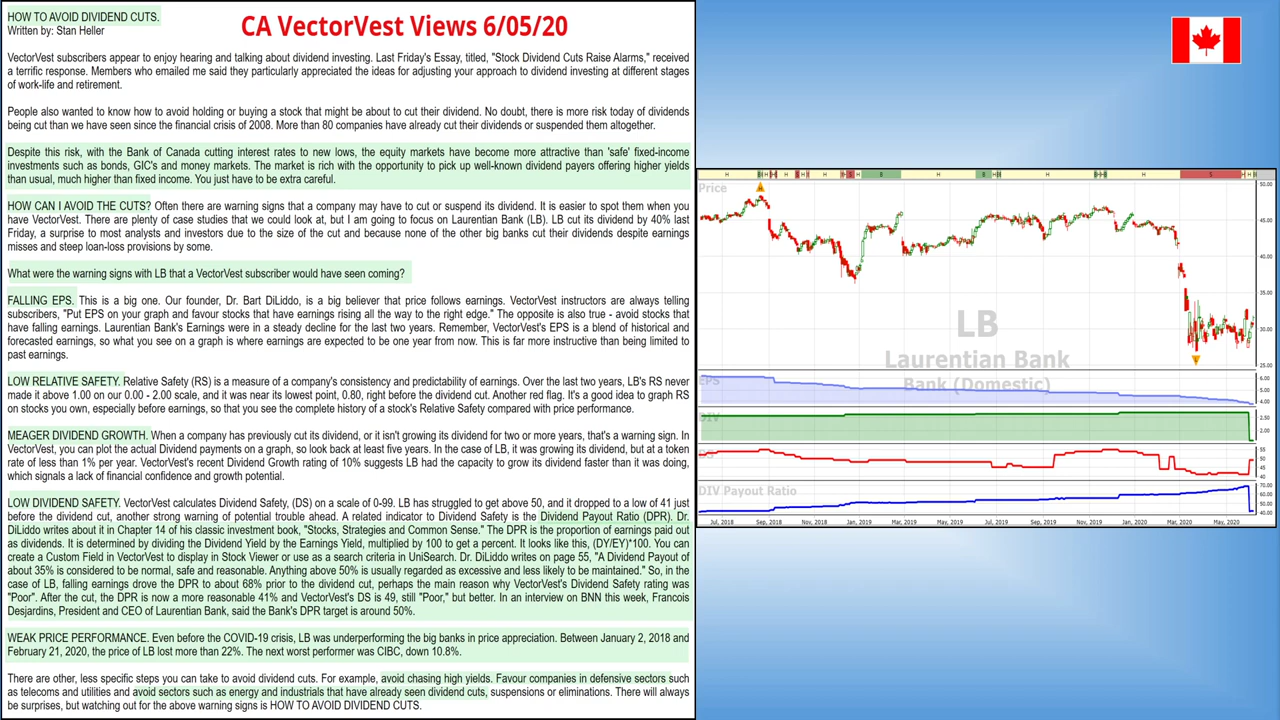 HOW TO AVOID DIVIDEND CUTS.
Written by: Stan Heller
CA VectorVest Views 6/05/20
VectorVest subscribers appear to enjoy hearing and talking about dividend investing. Last Friday's Essay, titled, "Stock Dividend Cuts Raise Alarms," received
a terrific response. Members who emailed me said they particularly appreciated the ideas for adjusting your approach to dividend investing at different stages
of work-life and retirement.
People also wanted to know how to avoid holding or buying a stock that might be about to cut their dividend. No doubt, there is more risk today of dividends
being cut than we have seen since the financial crisis of 2008. More than 80 companies have already cut their dividends or suspended them altogether.
Despite this risk, with the Bank of Canada cutting interest rates to new lows, the equity markets have become more attractive than 'safe' fixed-income
investments such as bonds, GIC's and money markets. The market is rich with the opportunity to pick up well-known dividend payers offering higher yields
than usual, much higher than fixed income. You just have to be extra careful.
HOW CAN I AVOID THE CUTS? Often there are warning signs that a company may have to cut or suspend its dividend. It is easier to spot them when you
have VectorVest. There are plenty of case studies that we could look at, but I am going to focus on Laurentian Bank (LB). LB cut its dividend by 40% last
Friday, a surprise to most analysts and investors due to the size of the cut and because none of the other big banks cut their dividends despite earnings
misses and steep loan-loss provisions by some.
What were the warning signs with LB that a VectorVest subscriber would have seen coming?
FALLING EPS. This is a big one. Our founder, Dr. Bart DiLiddo, is a big believer that price follows earnings. VectorVest instructors are always telling
subscribers, "Put EPS on your graph and favour stocks that have earnings rising all the way to the right edge." The opposite is also true - avoid stocks that
have falling earnings. Laurentian Bank's Earnings were in a steady decline for the last two years. Remember, VectorVest's EPS is a blend of historical and
forecasted earnings, so what you see on a graph is where earnings are expected to be one year from now. This is far more instructive than being limited to
past earnings.
LOW RELATIVE SAFETY. Relative Safety (RS) is a measure of a company's consistency and predictability of earnings. Over the last two years, LB's RS never
made it above 1.00 on our 0.00 - 2.00 scale, and it was near its lowest point, 0.80, right before the dividend cut. Another red flag. It's a good idea to graph RS
on stocks you own, especially before earnings, so that you see the complete history of a stock's Relative Safety compared with price performance.
MEAGER DIVIDEND GROWTH. When a company has previously cut its dividend, or it isn't growing its dividend for two or more years, that's a warning sign. In
VectorVest, you can plot the actual Dividend payments on a graph, so look back at least five years. In the case of LB, it was growing its dividend, but at a token
rate of less than 1% per year. VectorVest's recent Dividend Growth rating of 10% suggests LB had the capacity to grow its dividend faster than it was doing,
which signals a lack of financial confidence and growth potential.
LOW DIVIDEND SAFETY. VectorVest calculates Dividend Safety, (DS) on a scale of 0-99. LB has struggled to get above 50, and it dropped to a low of 41 just
before the dividend cut, another strong warning of potential trouble ahead. A related indicator to Dividend Safety is the Dividend Payout Ratio (DPR). Dr.
DiLiddo writes about it in Chapter 14 of his classic investment book, "Stocks, Strategies and Common Sense." The DPR is the proportion of earnings paid out
as dividends. It is determined by dividing the Dividend Yield by the Earnings Yield, multiplied by 100 to get a percent. It looks like this, (DY/EY)*100. You can
create a Custom Field in VectorVest to display in Stock Viewer or use as a search criteria in UniSearch. Dr. DiLiddo writes on page 55, "A Dividend Payout of
about 35% is considered to be normal, safe and reasonable. Anything above 50% is usually regarded as excessive and less likely to be maintained." So, in the
case of LB, falling earnings drove the DPR to about 68% prior to the dividend cut, perhaps the main reason why VectorVest's Dividend Safety rating was
"Poor". After the cut, the DPR is now a more reasonable 41% and VectorVest's DS is 49, still "Poor," but better. In an interview on BNN this week, Francois
Desjardins, President and CEO of Laurentian Bank, said the Bank's DPR target is around 50%.
WEAK PRICE PERFORMANCE. Even before the COVID-19 crisis, LB was underperforming the big banks in price appreciation. Between January 2, 2018 and
February 21, 2020, the price of LB lost more than 22%. The next worst performer was CIBC, down 10.8%.
There are other, less specific steps you can take to avoid dividend cuts. For example, avoid chasing high yields. Favour companies in defensive sectors such
as telecoms and utilities and avoid sectors such as energy and industrials that have already seen dividend cuts, suspensions or eliminations. There will always
be surprises, but watching out for the above warning signs is HOW TO AVOID DIVIDEND CUTS.
Price
50.00
40.00
35.00
30.00
25.00
LB
Laurentian Bank
Bank (Domestic)
EPS
6.00
5.00
4.00
DIV
2.50
2.00
DS
55
50
45
40
DIV Payout Ratio
70.00
60.00
50.00
40.00
Jul, 2018 Sep, 2018 Nov, 2018 Jan, 2019 Mar, 2019 May, 2019 Jul, 2019 Sep, 2019 Nov, 2019 Jan, 2020 Mar, 2020 May, 2020